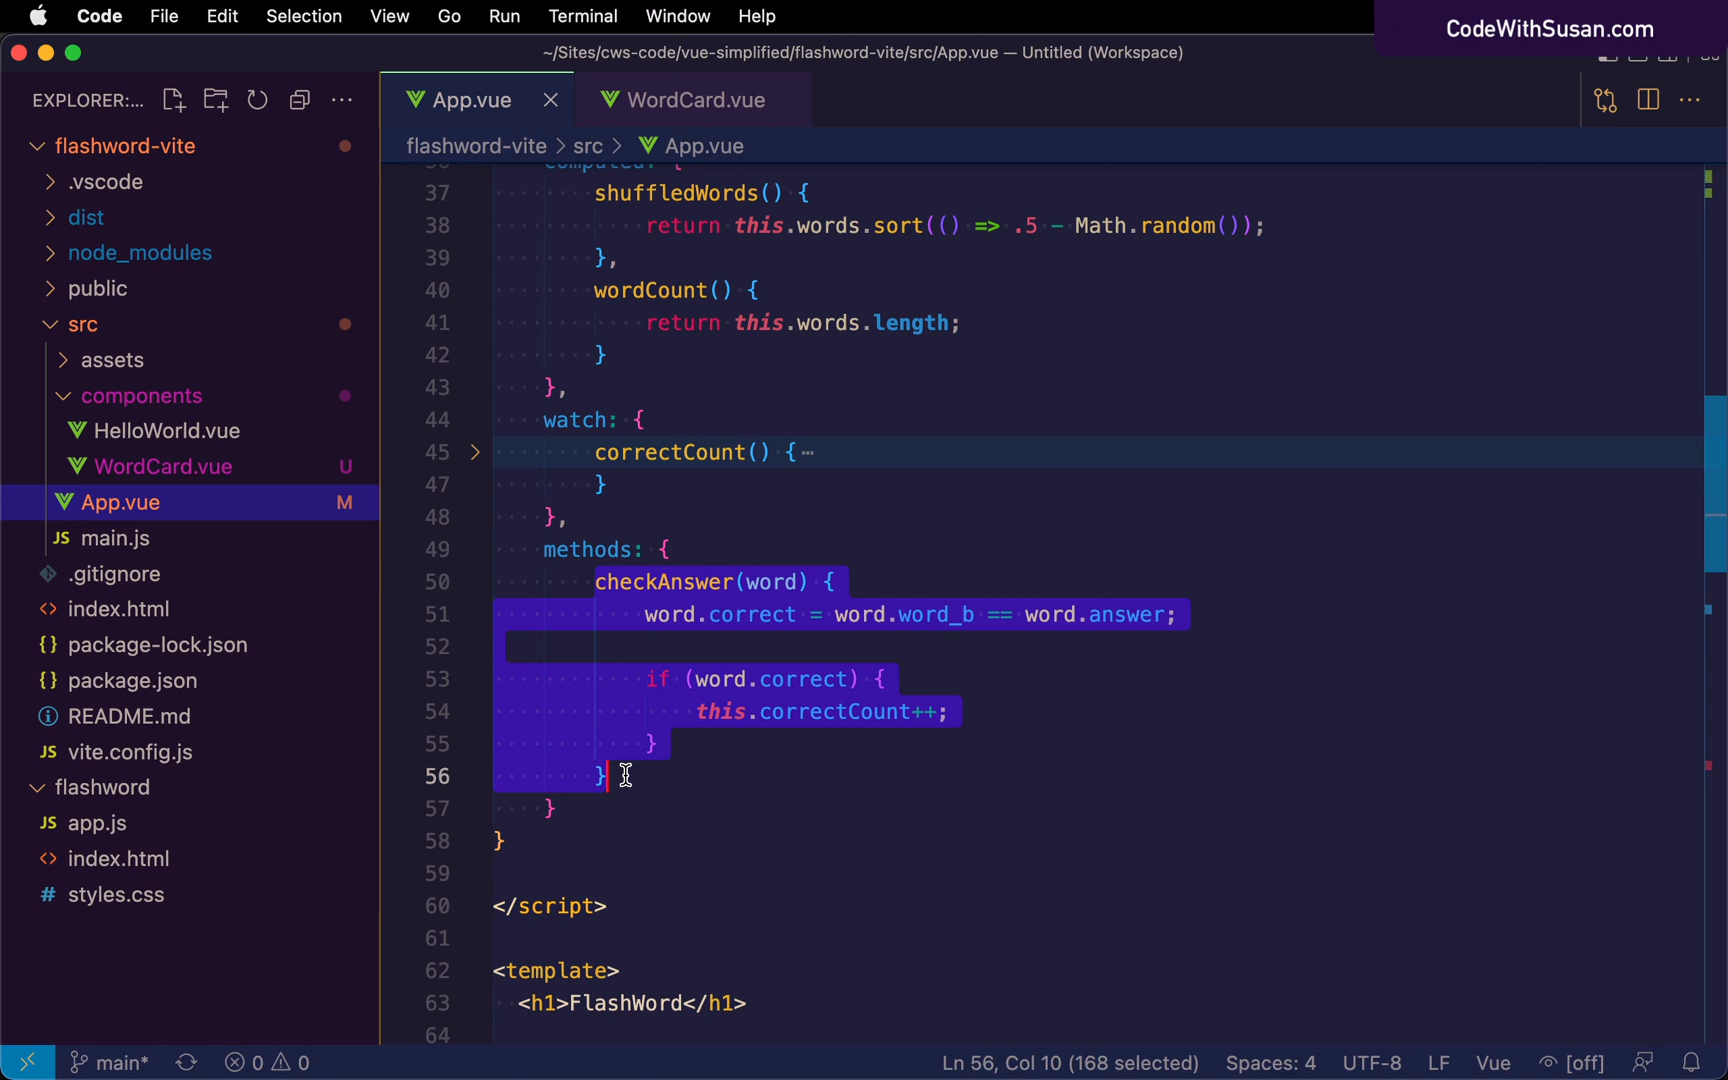 Code File Edit Selection View Go Run Terminal Window Help
CodeWithSusan.com
~/Sites/cws-code/vue-simplified/flashword-vite/src/App.vue — Untitled (Workspace)
EXPLORER:...
App.vue
WordCard.vue
flashword-vite > src > App.vue
flashword-vite
.vscode
dist
node_modules
public
src
assets
components
HelloWorld.vue
WordCard.vue U
App.vue M
JS main.js
.gitignore
<> index.html
{} package-lock.json
{} package.json
README.md
JS vite.config.js
flashword
JS app.js
<> index.html
# styles.css
36 computed: {
37 shuffledWords() {
38 return this.words.sort(() => .5 - Math.random());
39 },
40 wordCount() {
41 return this.words.length;
42 }
43 },
44 watch: {
45 correctCount() {…
47 }
48 },
49 methods: {
50 checkAnswer(word) {
51 word.correct = word.word_b == word.answer;
52
53 if (word.correct) {
54 this.correctCount++;
55 }
56 }
57 }
58 }
59
60 </script>
61
62 <template>
63 <h1>FlashWord</h1>
64
main* 0 0 Ln 56, Col 10 (168 selected) Spaces: 4 UTF-8 LF Vue [off]